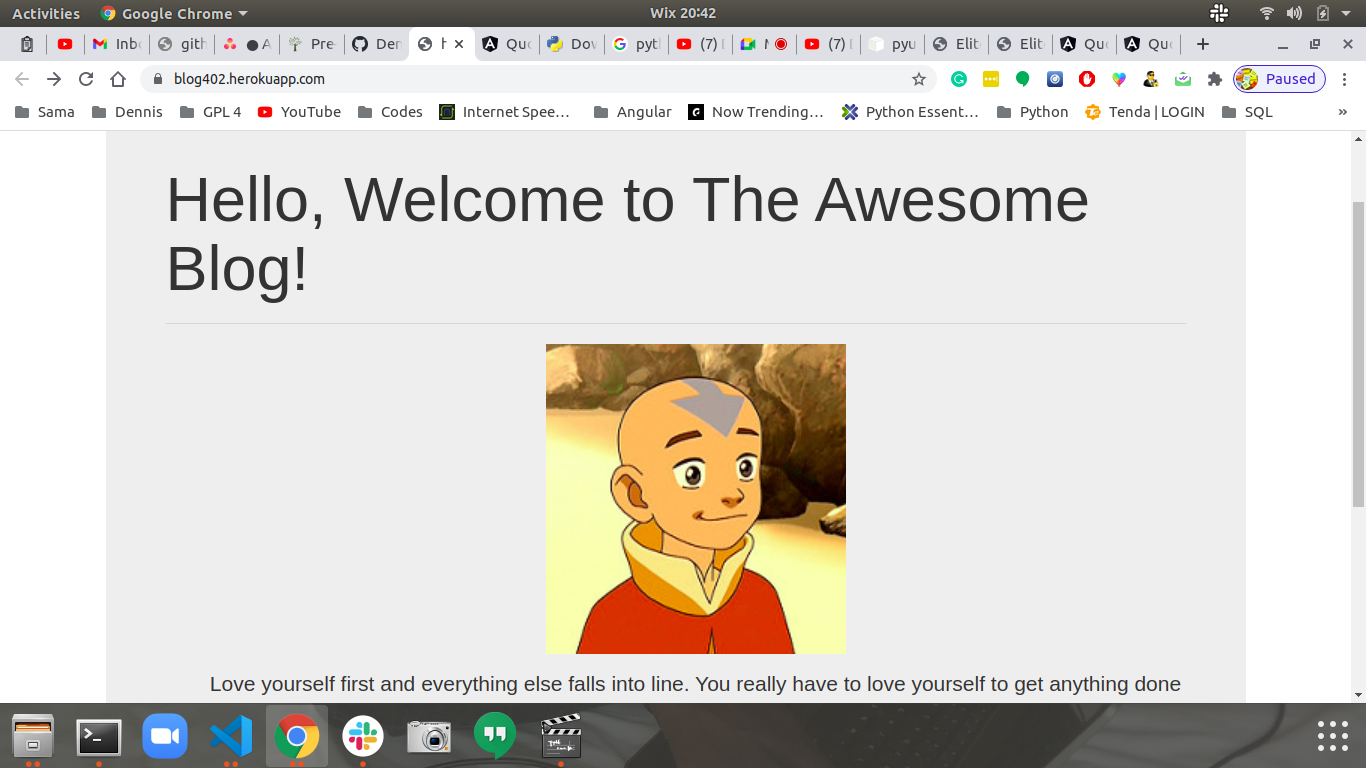 Activities Google Chrome Wix 20:42
Inbo gith A Pre Den h Quo Dov pyth (7) I M (7) I pyu Elit Elit Quo Quo
blog402.herokuapp.com Paused
Sama Dennis GPL 4 YouTube Codes Internet Spee… Angular Now Trending… Python Essent… Python Tenda | LOGIN SQL »
Hello, Welcome to The Awesome
Blog!
Love yourself first and everything else falls into line. You really have to love yourself to get anything done